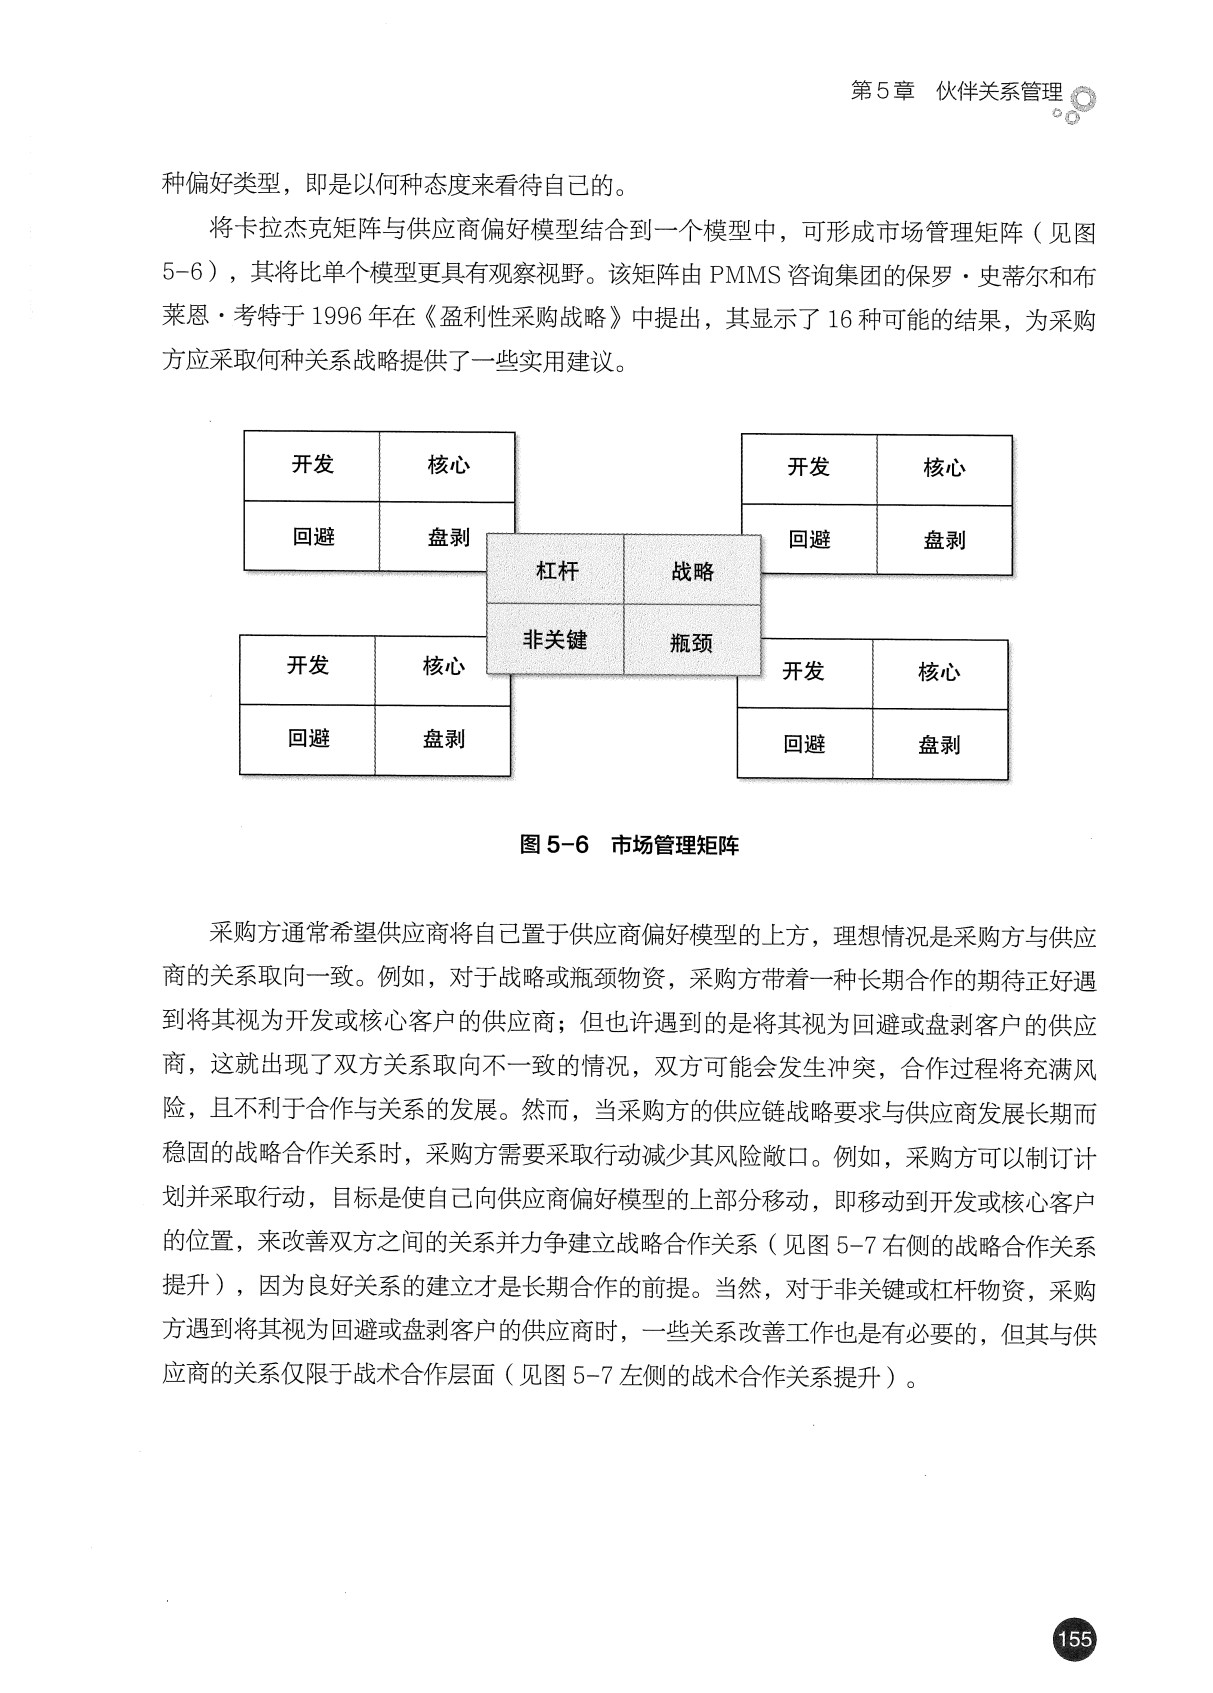 第5章 伙伴关系管理
种偏好类型，即是以何种态度来看待自己的。
将卡拉杰克矩阵与供应商偏好模型结合到一个模型中，可形成市场管理矩阵（见图
5-6），其将比单个模型更具有观察视野。该矩阵由 PMMS 咨询集团的保罗·史蒂尔和布
莱恩·考特于 1996 年在《盈利性采购战略》中提出，其显示了 16 种可能的结果，为采购
方应采取何种关系战略提供了一些实用建议。
开发 核心
回避 盘剥
开发 核心
回避 盘剥
杠杆 战略
非关键 瓶颈
开发 核心
回避 盘剥
开发 核心
回避 盘剥
图 5-6 市场管理矩阵
采购方通常希望供应商将自己置于供应商偏好模型的上方，理想情况是采购方与供应
商的关系取向一致。例如，对于战略或瓶颈物资，采购方带着一种长期合作的期待正好遇
到将其视为开发或核心客户的供应商；但也许遇到的是将其视为回避或盘剥客户的供应
商，这就出现了双方关系取向不一致的情况，双方可能会发生冲突，合作过程将充满风
险，且不利于合作与关系的发展。然而，当采购方的供应链战略要求与供应商发展长期而
稳固的战略合作关系时，采购方需要采取行动减少其风险敞口。例如，采购方可以制订计
划并采取行动，目标是使自己向供应商偏好模型的上部分移动，即移动到开发或核心客户
的位置，来改善双方之间的关系并力争建立战略合作关系（见图 5-7 右侧的战略合作关系
提升），因为良好关系的建立才是长期合作的前提。当然，对于非关键或杠杆物资，采购
方遇到将其视为回避或盘剥客户的供应商时，一些关系改善工作也是有必要的，但其与供
应商的关系仅限于战术合作层面（见图 5-7 左侧的战术合作关系提升）。
155